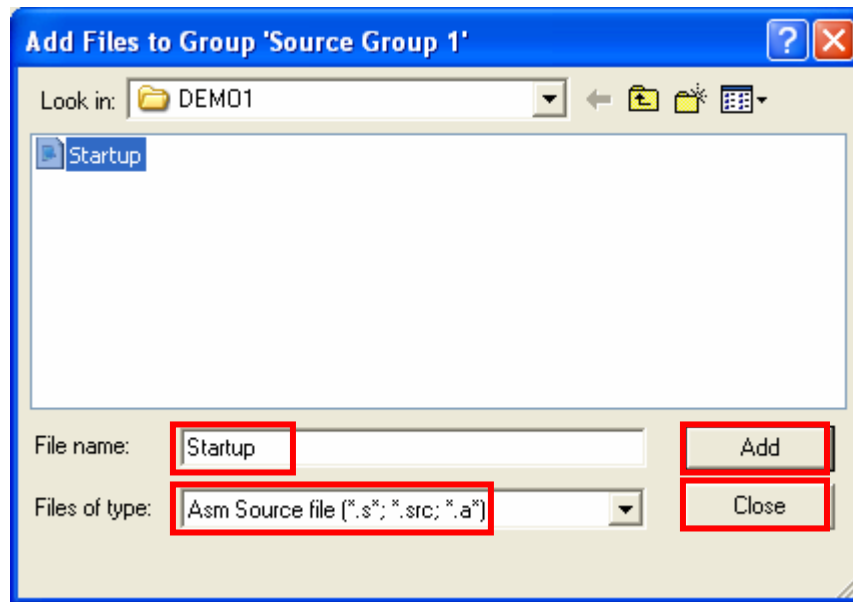 Add Files to Group 'Source Group 1'
Look in: DEMO1
Startup
File name: Startup
Add
Files of type: Asm Source file (*.s*; *.src; *.a*)
Close